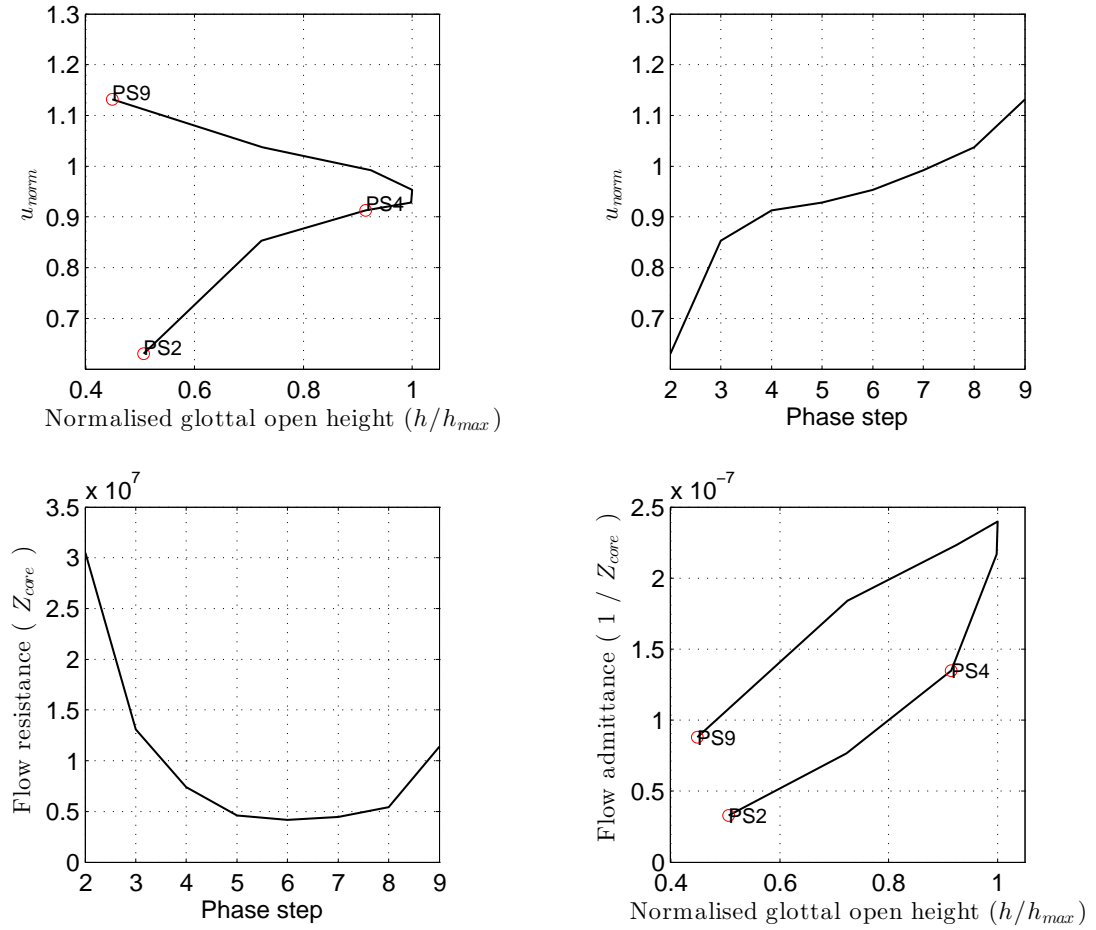 1.3
1.2
1.1
1
0.9
0.8
0.7
u_norm
PS9
PS4
PS2
0.4 0.6 0.8 1
Normalised glottal open height (h/h_max)
1.3
1.2
1.1
1
0.9
0.8
0.7
u_norm
2 3 4 5 6 7 8 9
Phase step
x 10^7
3.5
3
2.5
2
1.5
1
0.5
0
Flow resistance ( Z_core )
2 3 4 5 6 7 8 9
Phase step
x 10^−7
2.5
2
1.5
1
0.5
0
Flow admittance ( 1 / Z_core )
PS4
PS9
PS2
0.4 0.6 0.8 1
Normalised glottal open height (h/h_max)